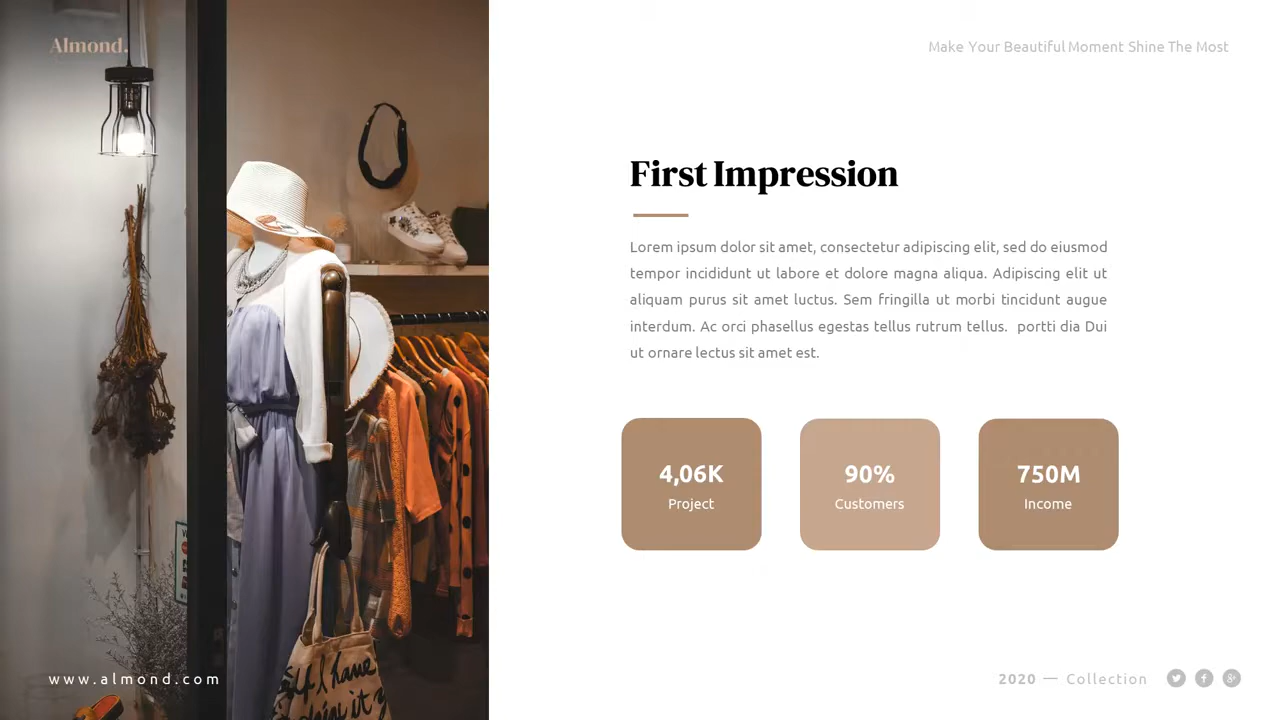 Almond.
Make Your Beautiful Moment Shine The Most
First Impression
Lorem ipsum dolor sit amet, consectetur adipiscing elit, sed do eiusmod
tempor incididunt ut labore et dolore magna aliqua. Adipiscing elit ut
aliquam purus sit amet luctus. Sem fringilla ut morbi tincidunt augue
interdum. Ac orci phasellus egestas tellus rutrum tellus. portti dia Dui
ut ornare lectus sit amet est.
4,06K
Project
90%
Customers
750M
Income
I have
www.almond.com
2020 — Collection